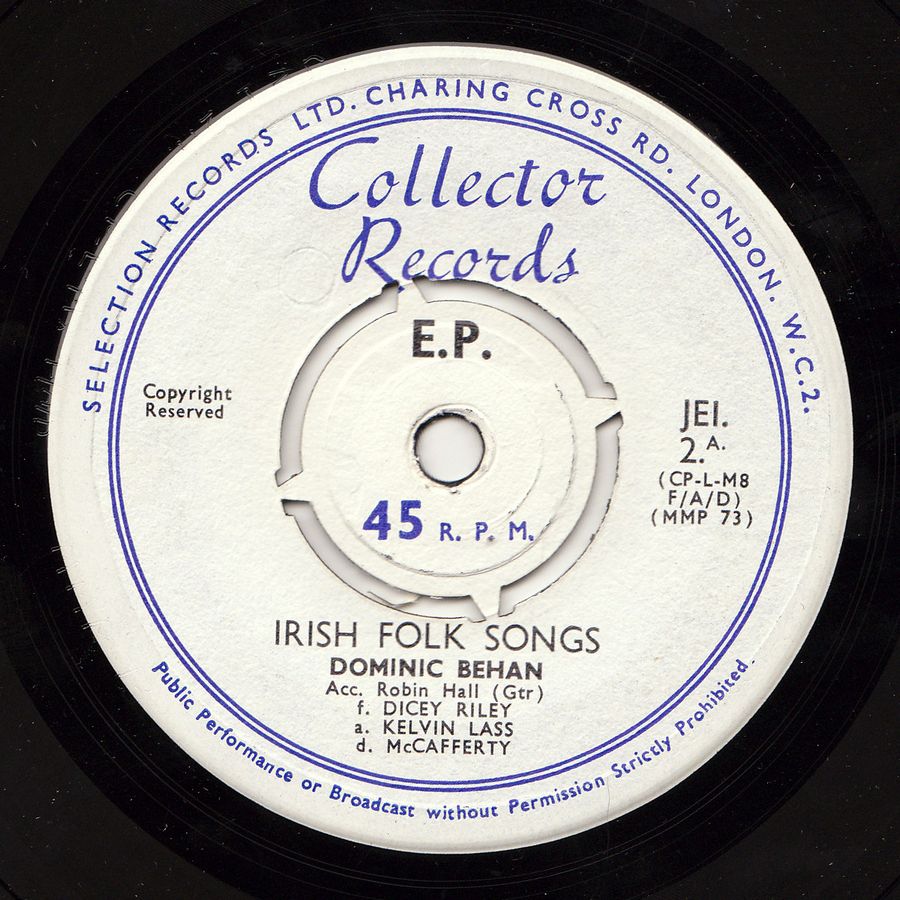 SELECTION RECORDS LTD. CHARING CROSS RD. LONDON. W.C.2.
Collector
Records
E.P.
Copyright
Reserved
JEI.
2.A.
(CP-L-M8
F/A/D)
(MMP 73)
45 R. P. M.
IRISH FOLK SONGS
DOMINIC BEHAN
Acc. Robin Hall (Gtr)
f. DICEY RILEY
a. KELVIN LASS
d. McCAFFERTY
Public Performance or Broadcast without Permission Strictly Prohibited.